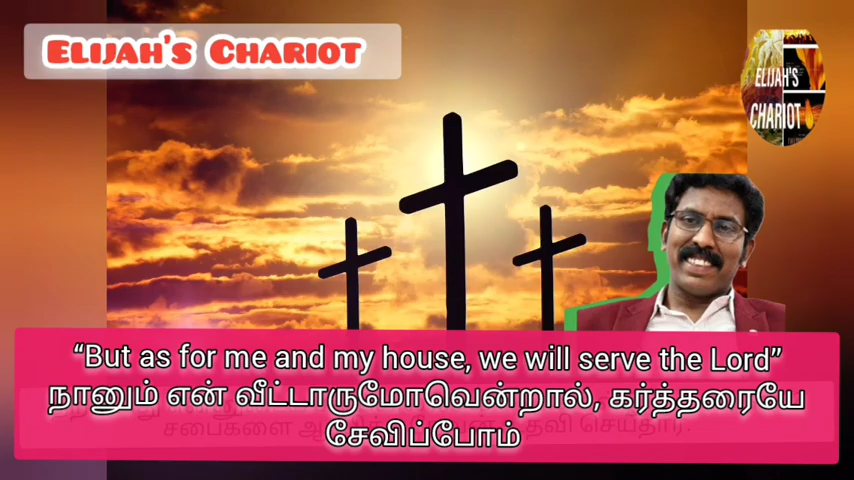 ELIJAH'S CHARIOT
ELIJAH'S
CHARIOT
“But as for me and my house, we will serve the Lord”
நானும் என் வீட்டாருமோவென்றால், கர்த்தரையே
சேவிப்போம்